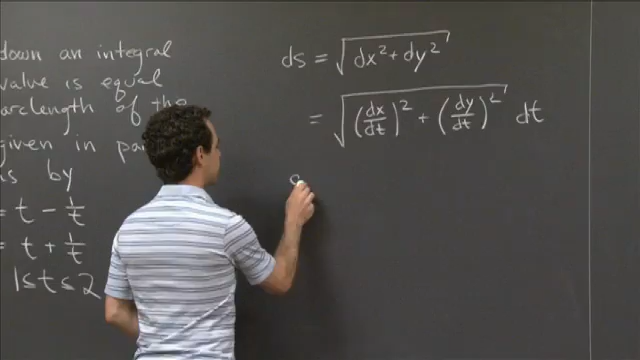 down an integral
value is equal
arclength of the
given in pa
is by
= t - 1/t
= t + 1/t
1 ≤ t ≤ 2
ds = √(dx² + dy²)
= √((dx/dt)² + (dy/dt)²) dt